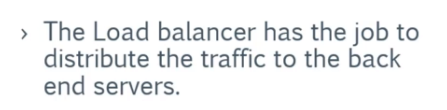 › The Load balancer has the job to
distribute the traffic to the back
end servers.